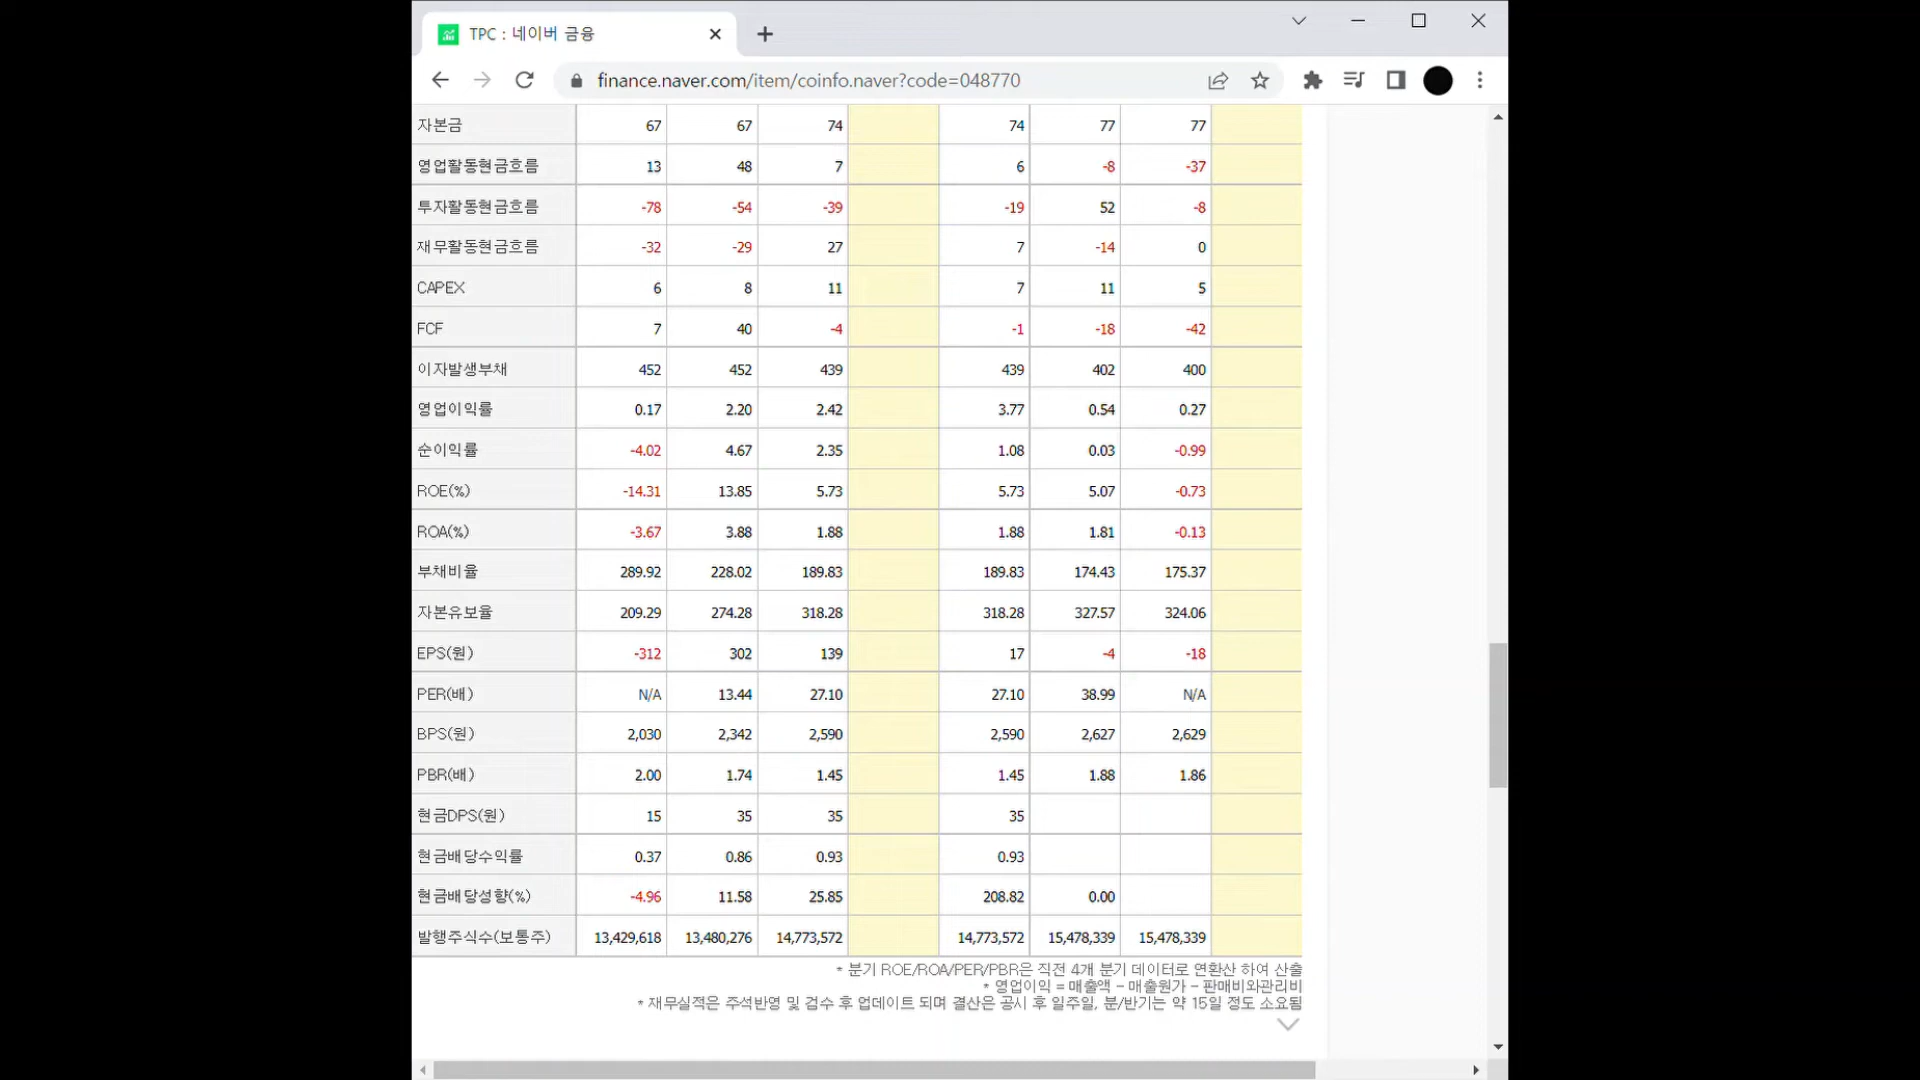 TPC : 네이버 금융
finance.naver.com/item/coinfo.naver?code=048770
자본금 67 67 74 74 77 77
영업활동현금흐름 13 48 7 6 -8 -37
투자활동현금흐름 -78 -54 -39 -19 52 -8
재무활동현금흐름 -32 -29 27 7 -14 0
CAPEX 6 8 11 7 11 5
FCF 7 40 -4 -1 -18 -42
이자발생부채 452 452 439 439 402 400
영업이익률 0.17 2.20 2.42 3.77 0.54 0.27
순이익률 -4.02 4.67 2.35 1.08 0.03 -0.99
ROE(%) -14.31 13.85 5.73 5.73 5.07 -0.73
ROA(%) -3.67 3.88 1.88 1.88 1.81 -0.13
부채비율 289.92 228.02 189.83 189.83 174.43 175.37
자본유보율 209.29 274.28 318.28 318.28 327.57 324.06
EPS(원) -312 302 139 17 -4 -18
PER(배) N/A 13.44 27.10 27.10 38.99 N/A
BPS(원) 2,030 2,342 2,590 2,590 2,627 2,629
PBR(배) 2.00 1.74 1.45 1.45 1.88 1.86
현금DPS(원) 15 35 35 35
현금배당수익률 0.37 0.86 0.93 0.93
현금배당성향(%) -4.96 11.58 25.85 208.82 0.00
발행주식수(보통주) 13,429,618 13,480,276 14,773,572 14,773,572 15,478,339 15,478,339
* 분기 ROE/ROA/PER/PBR은 직전 4개 분기 데이터로 연환산 하여 산출
* 영업이익 = 매출액 - 매출원가 - 판매비와관리비
* 재무실적은 주석반영 및 검수 후 업데이트 되며 결산은 공시 후 일주일, 분/반기는 약 15일 정도 소요됨